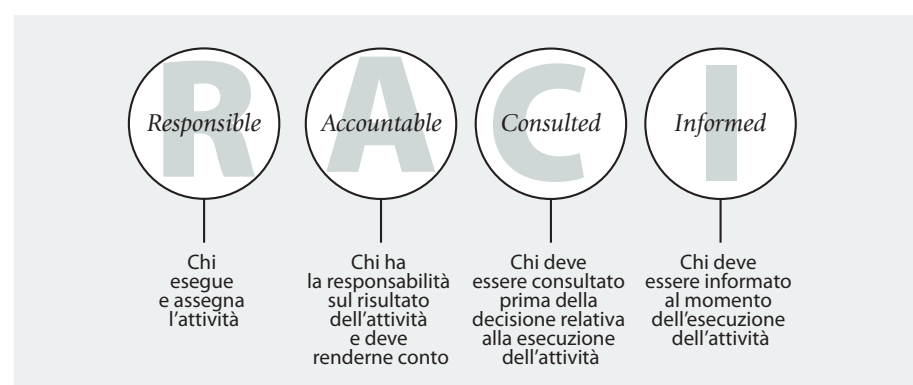 R
Responsible
A
Accountable
C
Consulted
I
Informed
Chi
esegue
e assegna
l'attività
Chi ha
la responsabilità
sul risultato
dell'attività
e deve
renderne conto
Chi deve
essere consultato
prima della
decisione relativa
alla esecuzione
dell'attività
Chi deve
essere informato
al momento
dell'esecuzione
dell'attività